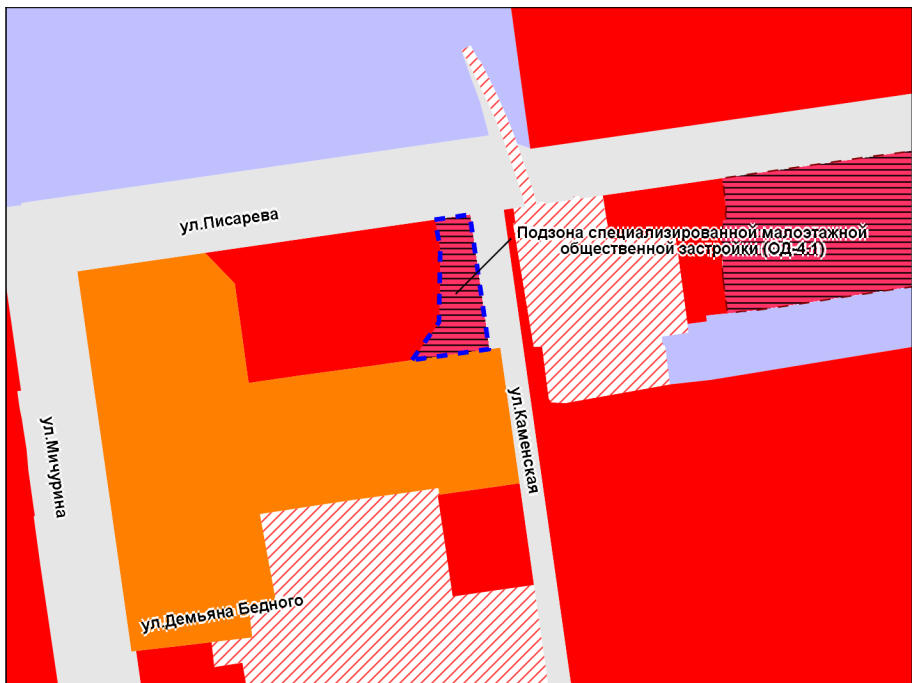 ул.Писарева
Подзона специализированной малоэтажной
общественной застройки (ОД-4.1)
ул.Мичурина
ул.Каменская
ул.Демьяна Бедного